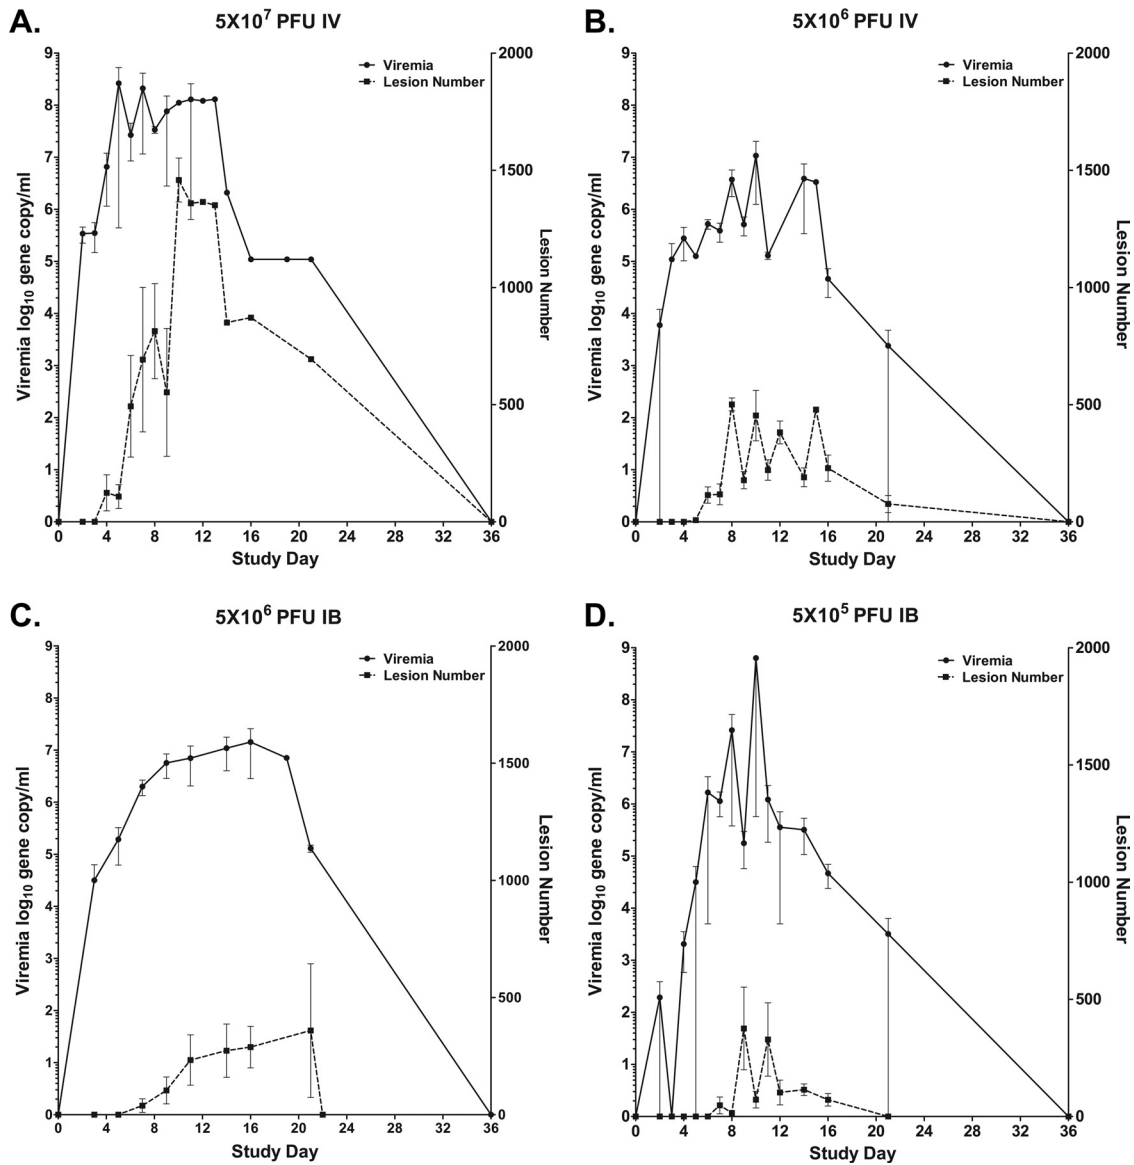 A.
5X10⁷ PFU IV
Viremia
Lesion Number
Viremia log₁₀ gene copy/ml
9
8
7
6
5
4
3
2
1
0
2000
1500
1000
500
0
Lesion Number
0 4 8 12 16 20 24 28 32 36
Study Day
B.
5X10⁶ PFU IV
Viremia
Lesion Number
Viremia log₁₀ gene copy/ml
9
8
7
6
5
4
3
2
1
0
2000
1500
1000
500
0
Lesion Number
0 4 8 12 16 20 24 28 32 36
Study Day
C.
5X10⁶ PFU IB
Viremia
Lesion Number
Viremia log₁₀ gene copy/ml
9
8
7
6
5
4
3
2
1
0
2000
1500
1000
500
0
Lesion Number
0 4 8 12 16 20 24 28 32 36
Study Day
D.
5X10⁵ PFU IB
Viremia
Lesion Number
Viremia log₁₀ gene copy/ml
9
8
7
6
5
4
3
2
1
0
2000
1500
1000
500
0
Lesion Number
0 4 8 12 16 20 24 28 32 36
Study Day